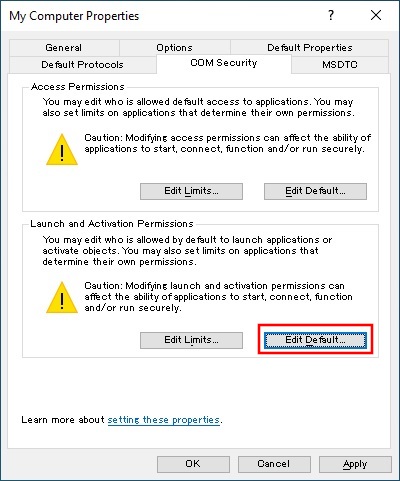 My Computer Properties
General Options Default Properties
Default Protocols COM Security MSDTC
Access Permissions
You may edit who is allowed default access to applications. You may
also set limits on applications that determine their own permissions.
Caution: Modifying access permissions can affect the ability of
applications to start, connect, function and/or run securely.
Edit Limits... Edit Default...
Launch and Activation Permissions
You may edit who is allowed by default to launch applications or
activate objects. You may also set limits on applications that
determine their own permissions.
Caution: Modifying launch and activation permissions can
affect the ability of applications to start, connect, function
and/or run securely.
Edit Limits... Edit Default...
Learn more about setting these properties.
OK Cancel Apply